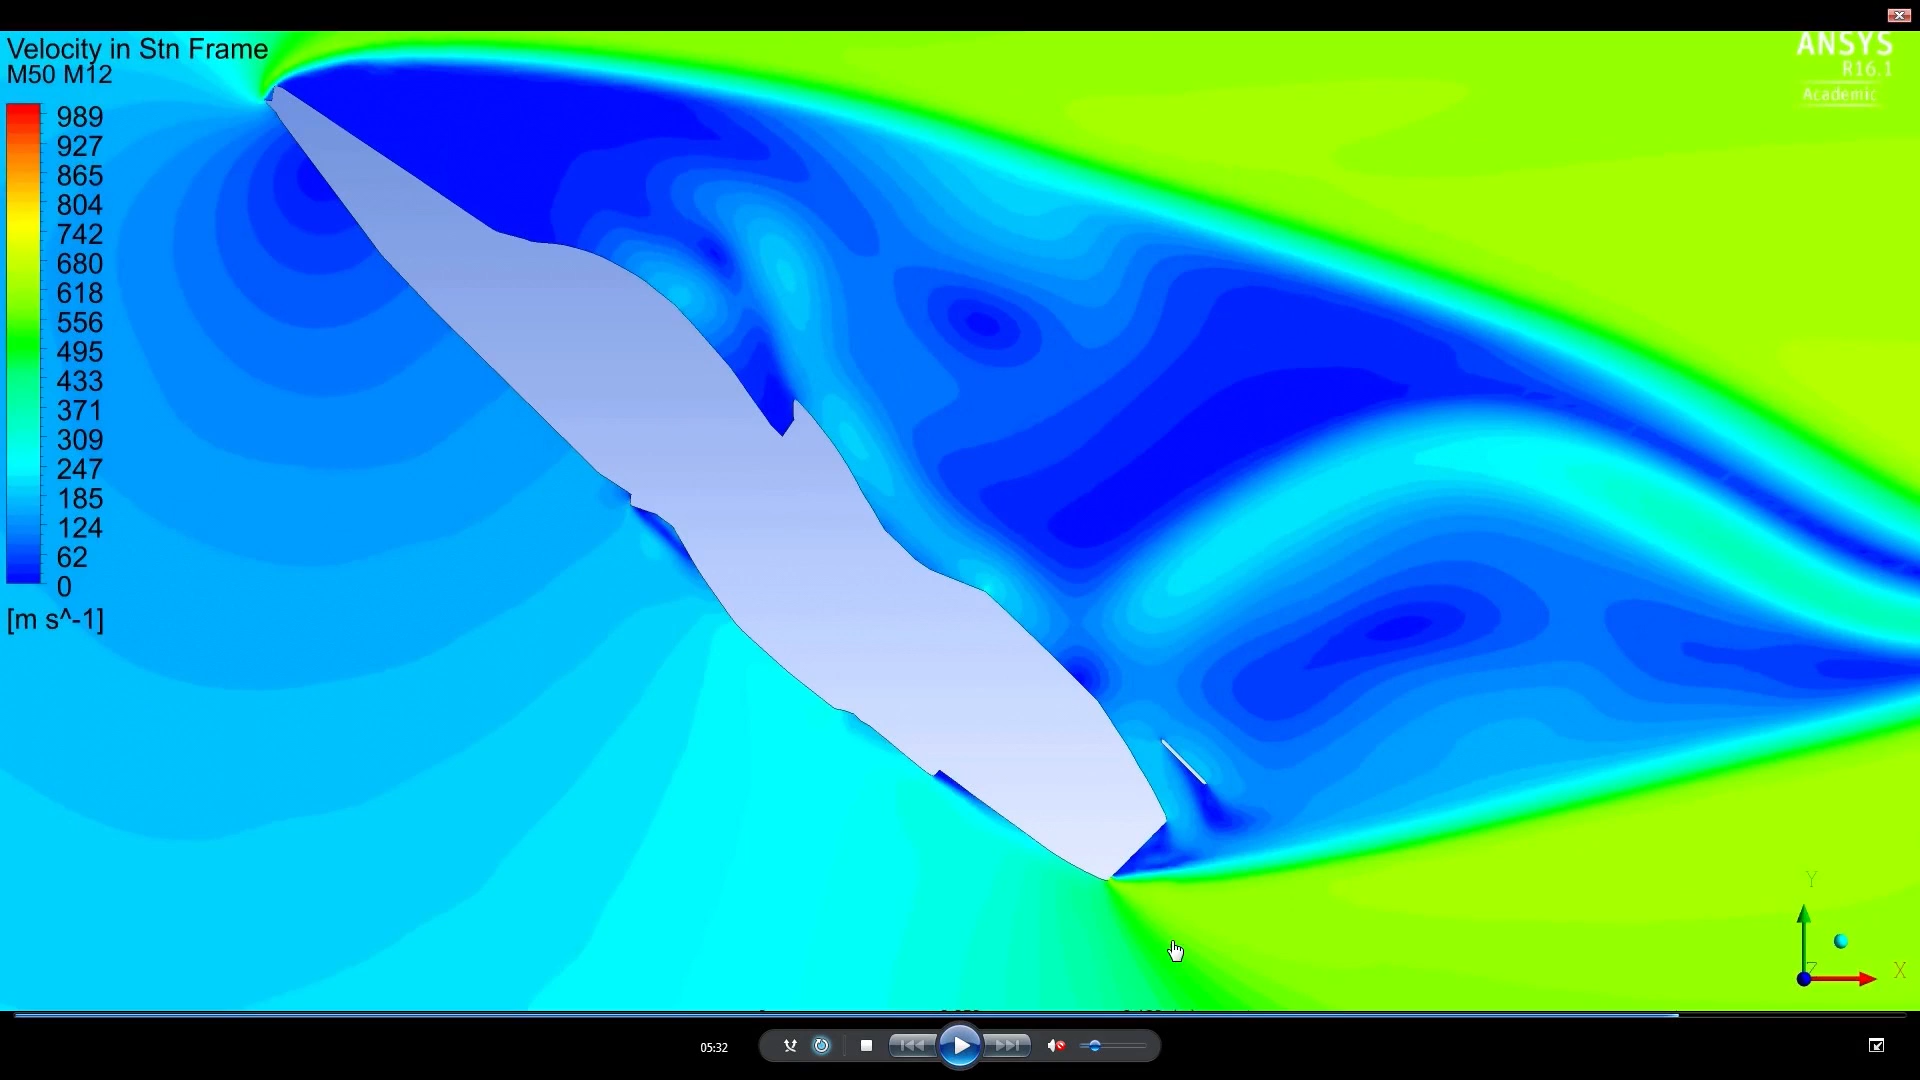 Velocity in Stn Frame
M50 M12
989
927
865
804
742
680
618
556
495
433
371
309
247
185
124
62
0
[m s^-1]
ANSYS
R16.1
Academic
Y
Z
X
05:32